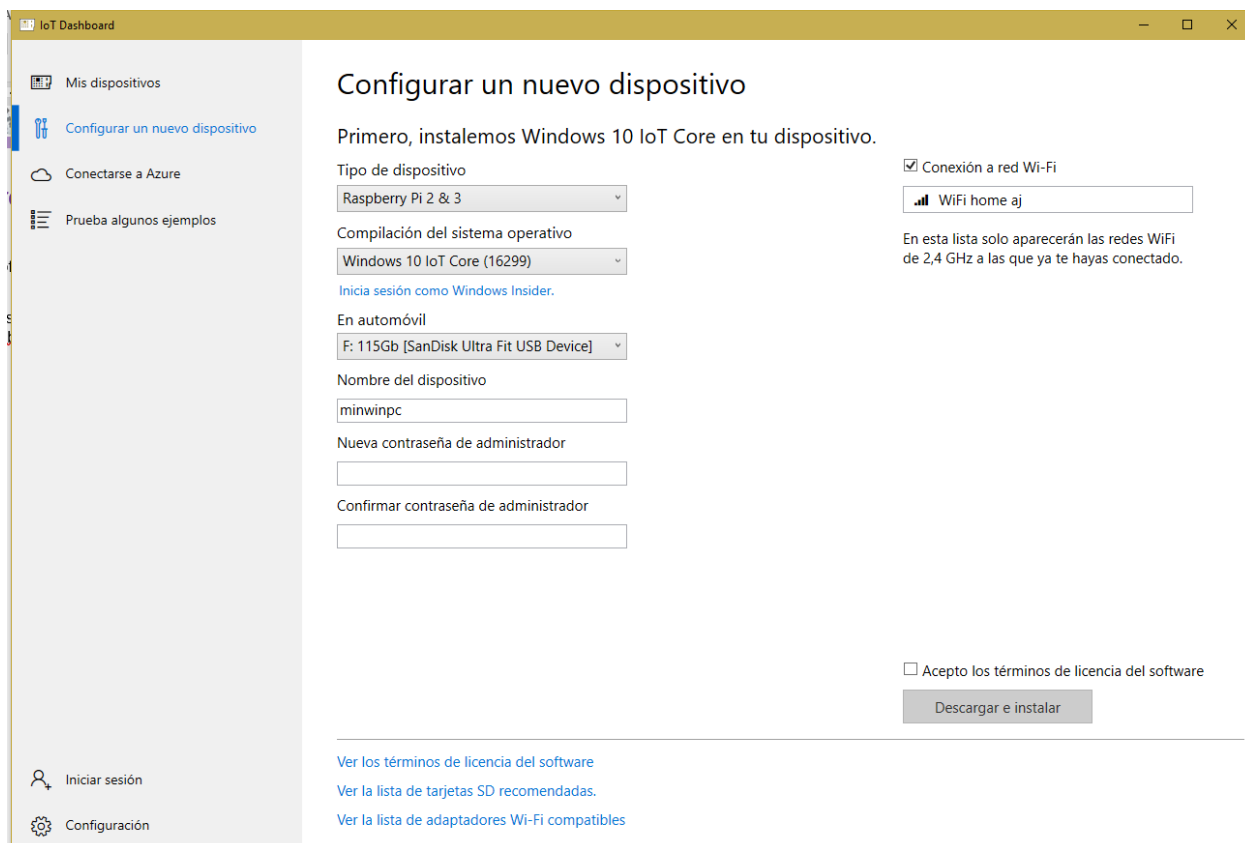 IoT Dashboard
Mis dispositivos
Configurar un nuevo dispositivo
Conectarse a Azure
Prueba algunos ejemplos
Iniciar sesión
Configuración
Configurar un nuevo dispositivo
Primero, instalemos Windows 10 IoT Core en tu dispositivo.
Tipo de dispositivo
Raspberry Pi 2 & 3
Compilación del sistema operativo
Windows 10 IoT Core (16299)
Inicia sesión como Windows Insider.
En automóvil
F: 115Gb [SanDisk Ultra Fit USB Device]
Nombre del dispositivo
minwinpc
Nueva contraseña de administrador
Confirmar contraseña de administrador
Conexión a red Wi-Fi
WiFi home aj
En esta lista solo aparecerán las redes WiFi
de 2,4 GHz a las que ya te hayas conectado.
Acepto los términos de licencia del software
Descargar e instalar
Ver los términos de licencia del software
Ver la lista de tarjetas SD recomendadas.
Ver la lista de adaptadores Wi-Fi compatibles